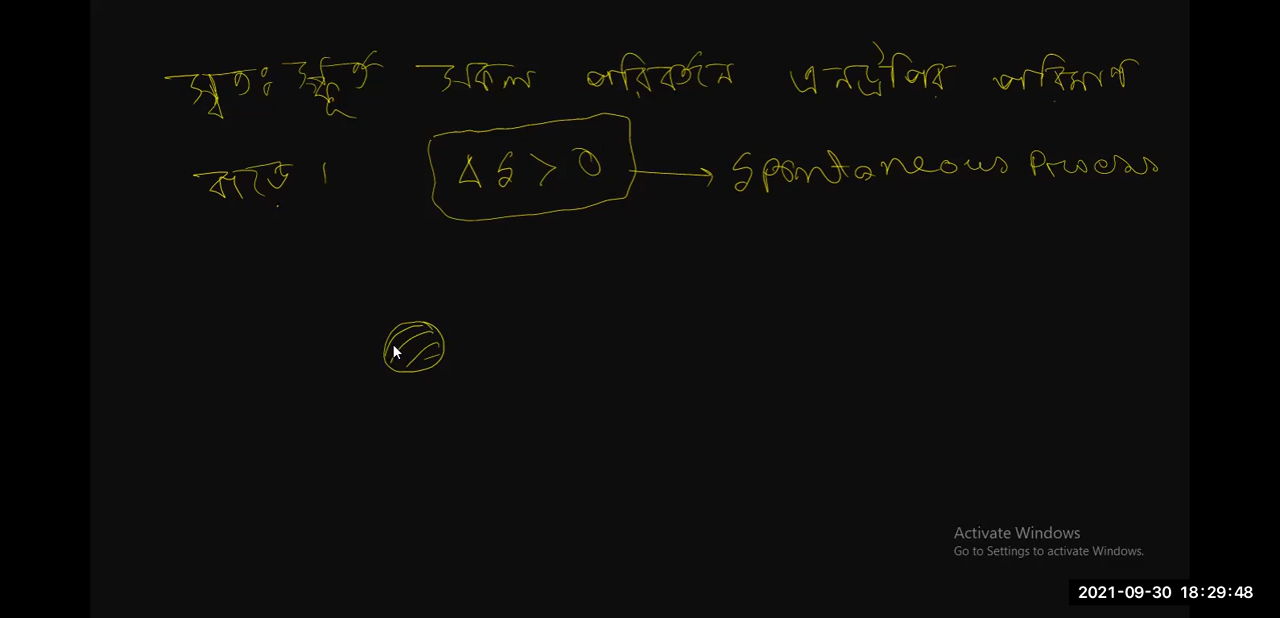 স্বতঃস্ফূর্ত সকল পরিবর্তনে এনট্রপির পরিমাণ
বাড়ে । ΔS > 0 → Spontaneous Process
Activate Windows
Go to Settings to activate Windows.
2021-09-30 18:29:48